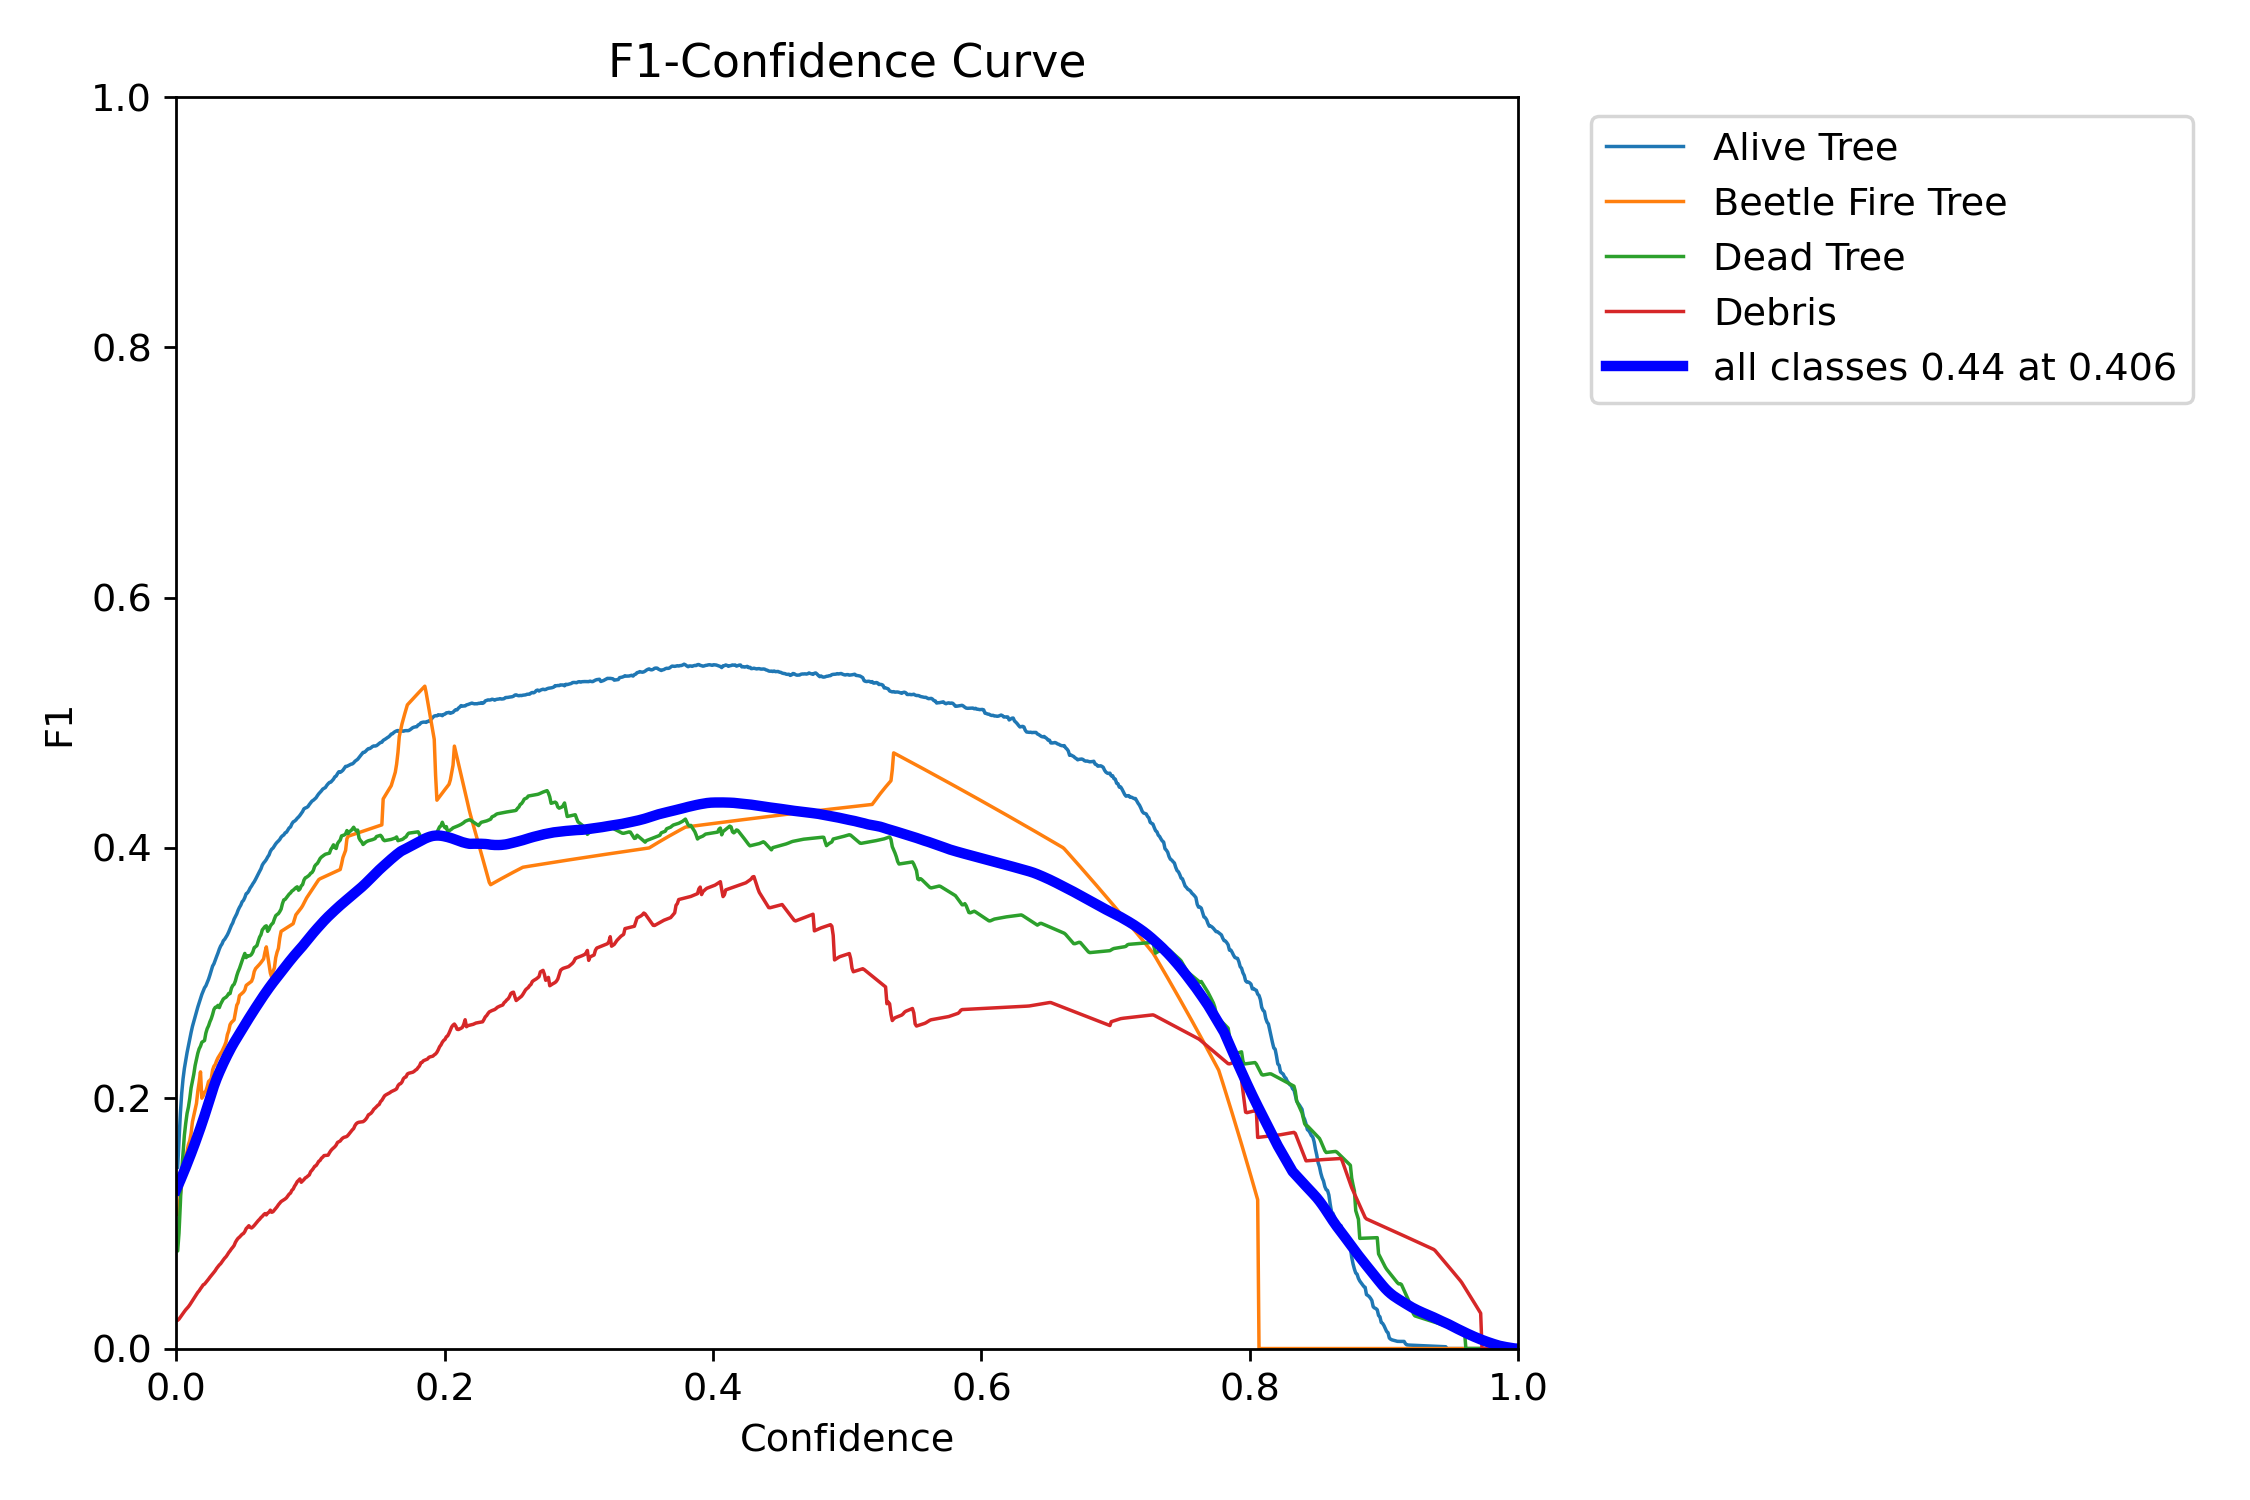 F1-Confidence Curve
1.0
0.8
0.6
0.4
0.2
0.0
F1
0.0 0.2 0.4 0.6 0.8 1.0
Confidence
Alive Tree
Beetle Fire Tree
Dead Tree
Debris
all classes 0.44 at 0.406